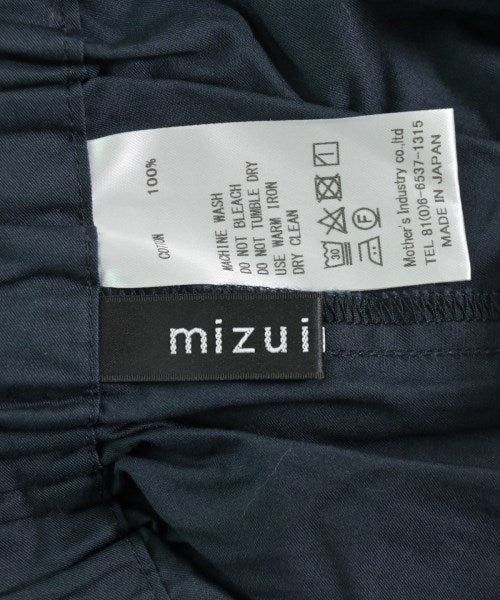 COTTON 100%
MACHINE WASH
DO NOT BLEACH
DO NOT TUMBLE DRY
USE WARM IRON
DRY CLEAN
30
F
Mother's Industry co.,ltd
TEL 81(0)6-6537-1315
MADE IN JAPAN
mizui